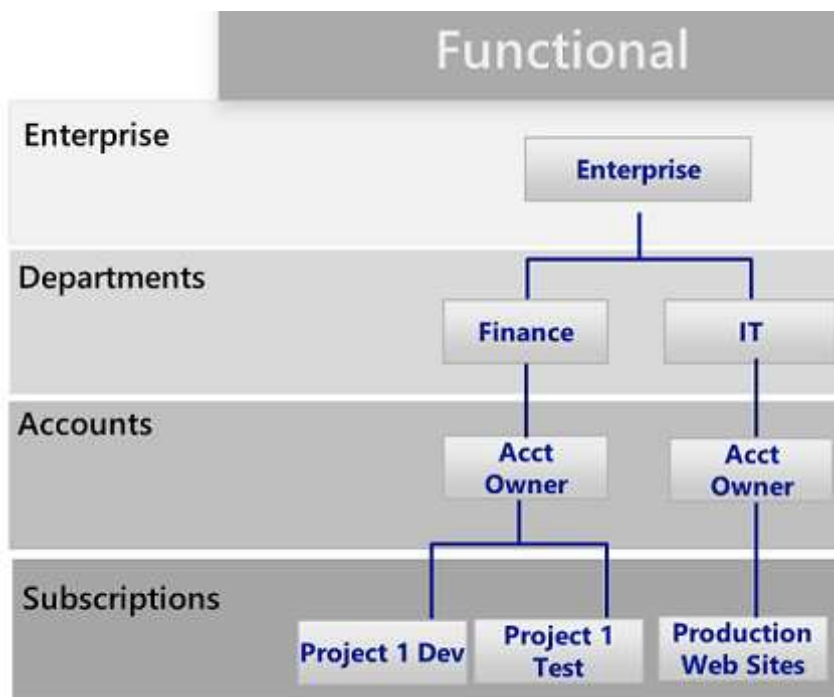 Functional
Enterprise
Enterprise
Departments
Finance
IT
Accounts
Acct
Owner
Acct
Owner
Subscriptions
Project 1 Dev
Project 1
Test
Production
Web Sites